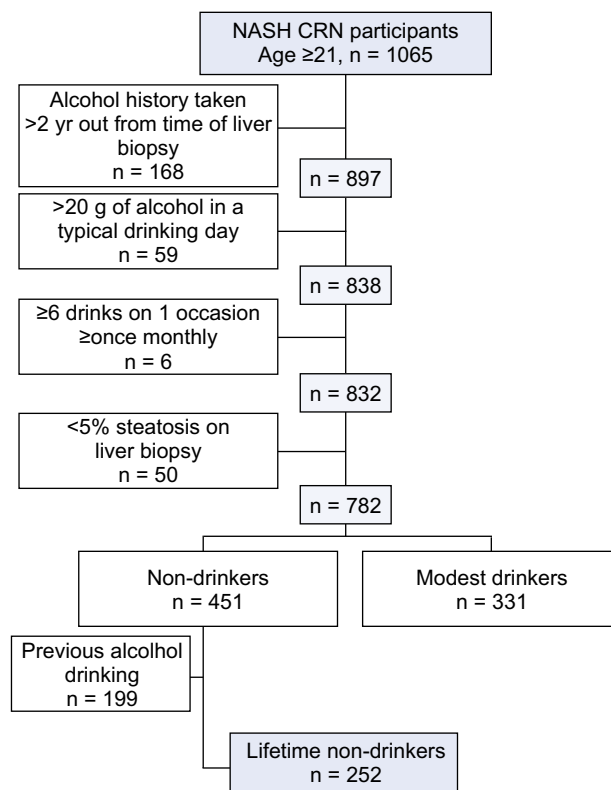 NASH CRN participants
Age ≥21, n = 1065
Alcohol history taken
>2 yr out from time of liver
biopsy
n = 168
n = 897
>20 g of alcohol in a
typical drinking day
n = 59
n = 838
≥6 drinks on 1 occasion
≥once monthly
n = 6
n = 832
<5% steatosis on
liver biopsy
n = 50
n = 782
Non-drinkers
n = 451
Modest drinkers
n = 331
Previous alcolhol
drinking
n = 199
Lifetime non-drinkers
n = 252